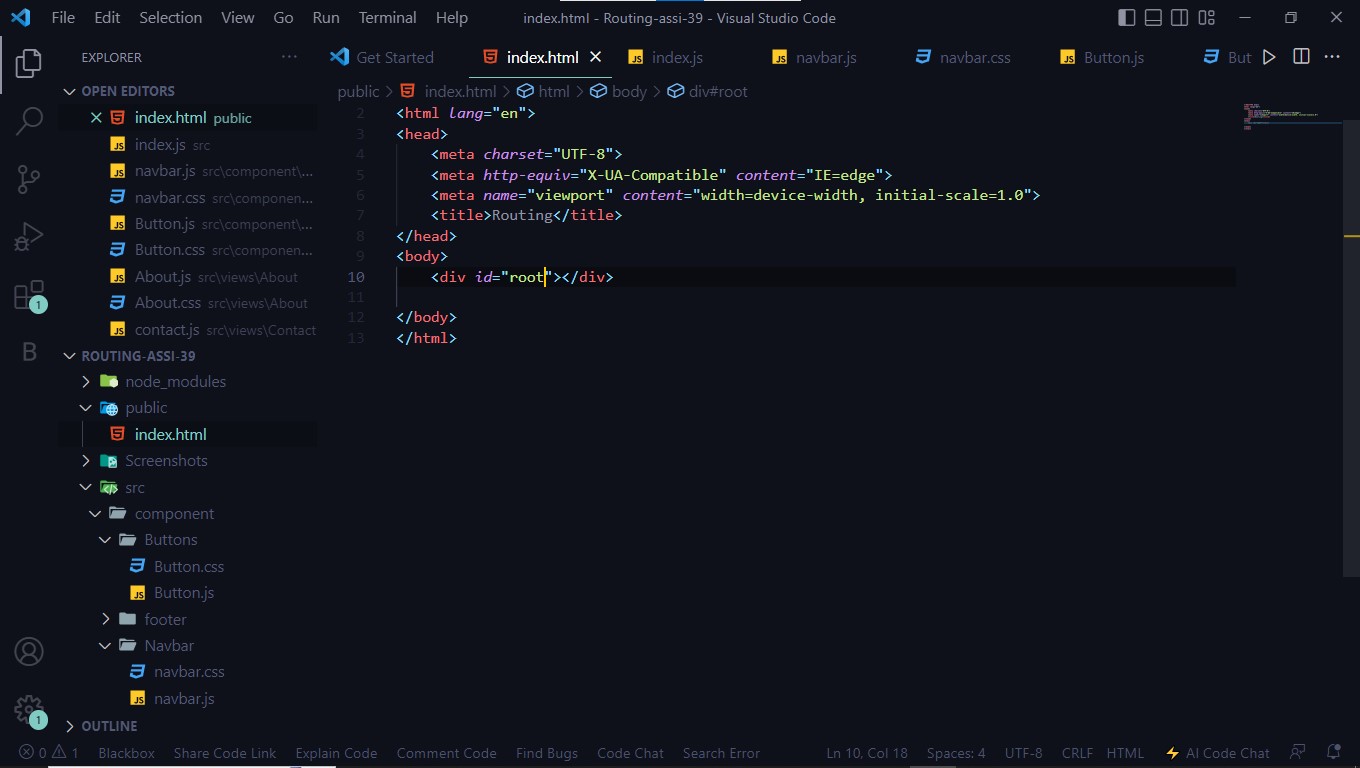 File Edit Selection View Go Run Terminal Help index.html - Routing-assi-39 - Visual Studio Code
EXPLORER
Get Started index.html index.js navbar.js navbar.css Button.js But
OPEN EDITORS
index.html public
index.js src
navbar.js src\component\...
navbar.css src\componen...
Button.js src\component\...
Button.css src\componen...
About.js src\views\About
About.css src\views\About
contact.js src\views\Contact
ROUTING-ASSI-39
node_modules
public
index.html
Screenshots
src
component
Buttons
Button.css
Button.js
footer
Navbar
navbar.css
navbar.js
OUTLINE
1
B
1
public > index.html > html > body > div#root
2 <html lang="en">
3 <head>
4 <meta charset="UTF-8">
5 <meta http-equiv="X-UA-Compatible" content="IE=edge">
6 <meta name="viewport" content="width=device-width, initial-scale=1.0">
7 <title>Routing</title>
8 </head>
9 <body>
10 <div id="root"></div>
11
12 </body>
13 </html>
0 1 Blackbox Share Code Link Explain Code Comment Code Find Bugs Code Chat Search Error Ln 10, Col 18 Spaces: 4 UTF-8 CRLF HTML AI Code Chat